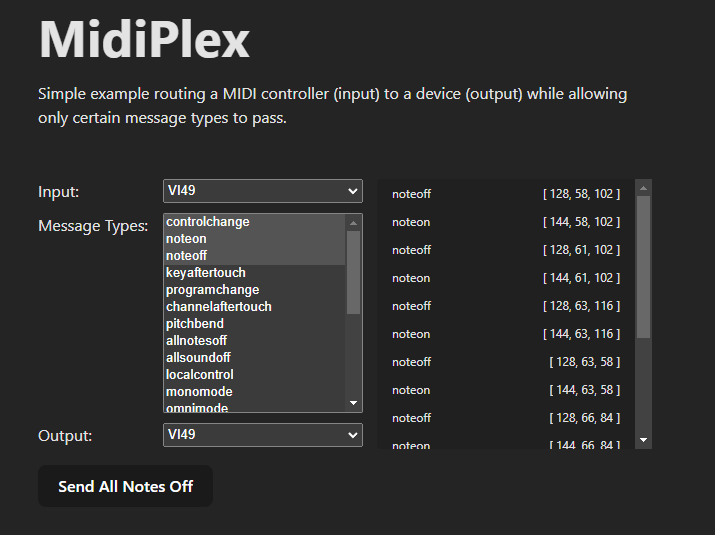 MidiPlex
Simple example routing a MIDI controller (input) to a device (output) while allowing
only certain message types to pass.
Input:
VI49
Message Types:
controlchange
noteon
noteoff
keyaftertouch
programchange
channelaftertouch
pitchbend
allnotesoff
allsoundoff
localcontrol
monomode
omnimode
Output:
VI49
Send All Notes Off
noteoff [ 128, 58, 102 ]
noteon [ 144, 58, 102 ]
noteoff [ 128, 61, 102 ]
noteon [ 144, 61, 102 ]
noteoff [ 128, 63, 116 ]
noteon [ 144, 63, 116 ]
noteoff [ 128, 63, 58 ]
noteon [ 144, 63, 58 ]
noteoff [ 128, 66, 84 ]
noteon [ 144, 66, 84 ]